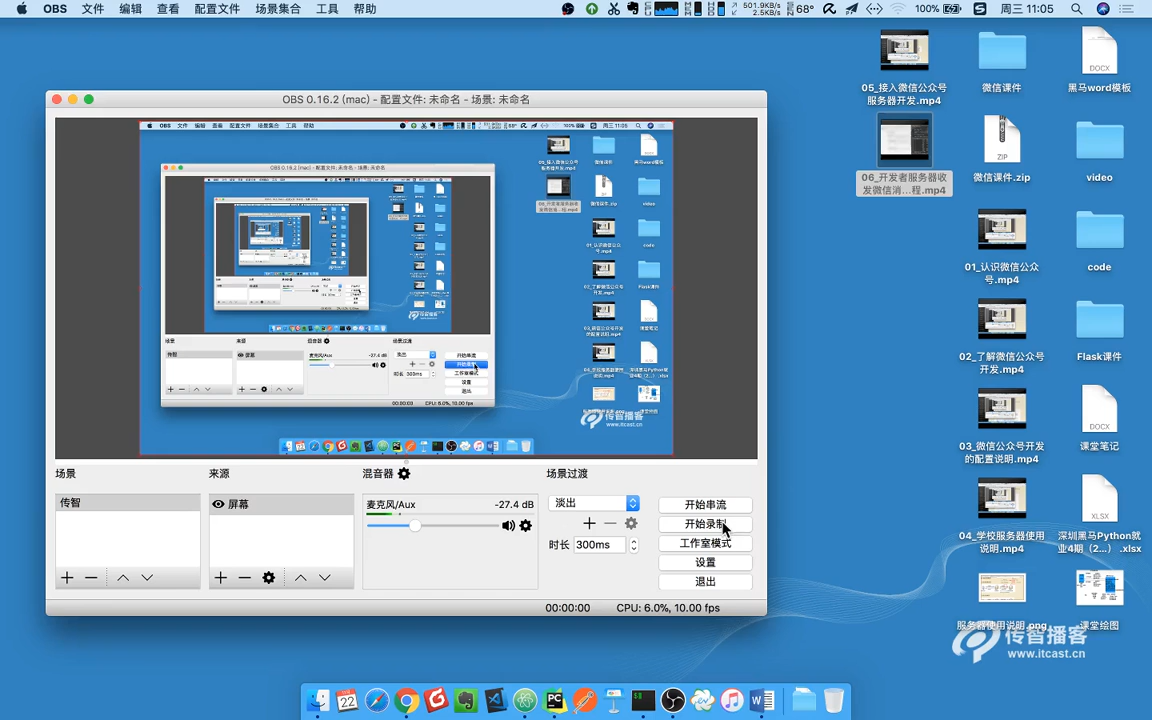 OBS 文件 编辑 查看 配置文件 场景集合 工具 帮助
501.9KB/s
2.5KB/s
68°
100%
周三 11:05
OBS 0.16.2 (mac) - 配置文件: 未命名 - 场景: 未命名
05_接入微信公众号
服务器开发.mp4
微信课件
DOCX
黑马word模板
06_开发者服务器收
发微信消...程.mp4
ZIP
微信课件.zip
video
01_认识微信公众
号.mp4
code
02_了解微信公众号
开发.mp4
Flask课件
03_微信公众号开发
的配置说明.mp4
DOCX
课堂笔记
04_学校服务器使用
说明.mp4
XLSX
深圳黑马Python就
业4期（2...）.xlsx
服务器使用说明.png
课堂绘图
传智播客
www.itcast.cn
场景
来源
混音器
场景过渡
传智
屏幕
麦克风/Aux
-27.4 dB
淡出
时长
300ms
开始串流
开始录制
工作室模式
设置
退出
00:00:00
CPU: 6.0%, 10.00 fps
22
PC